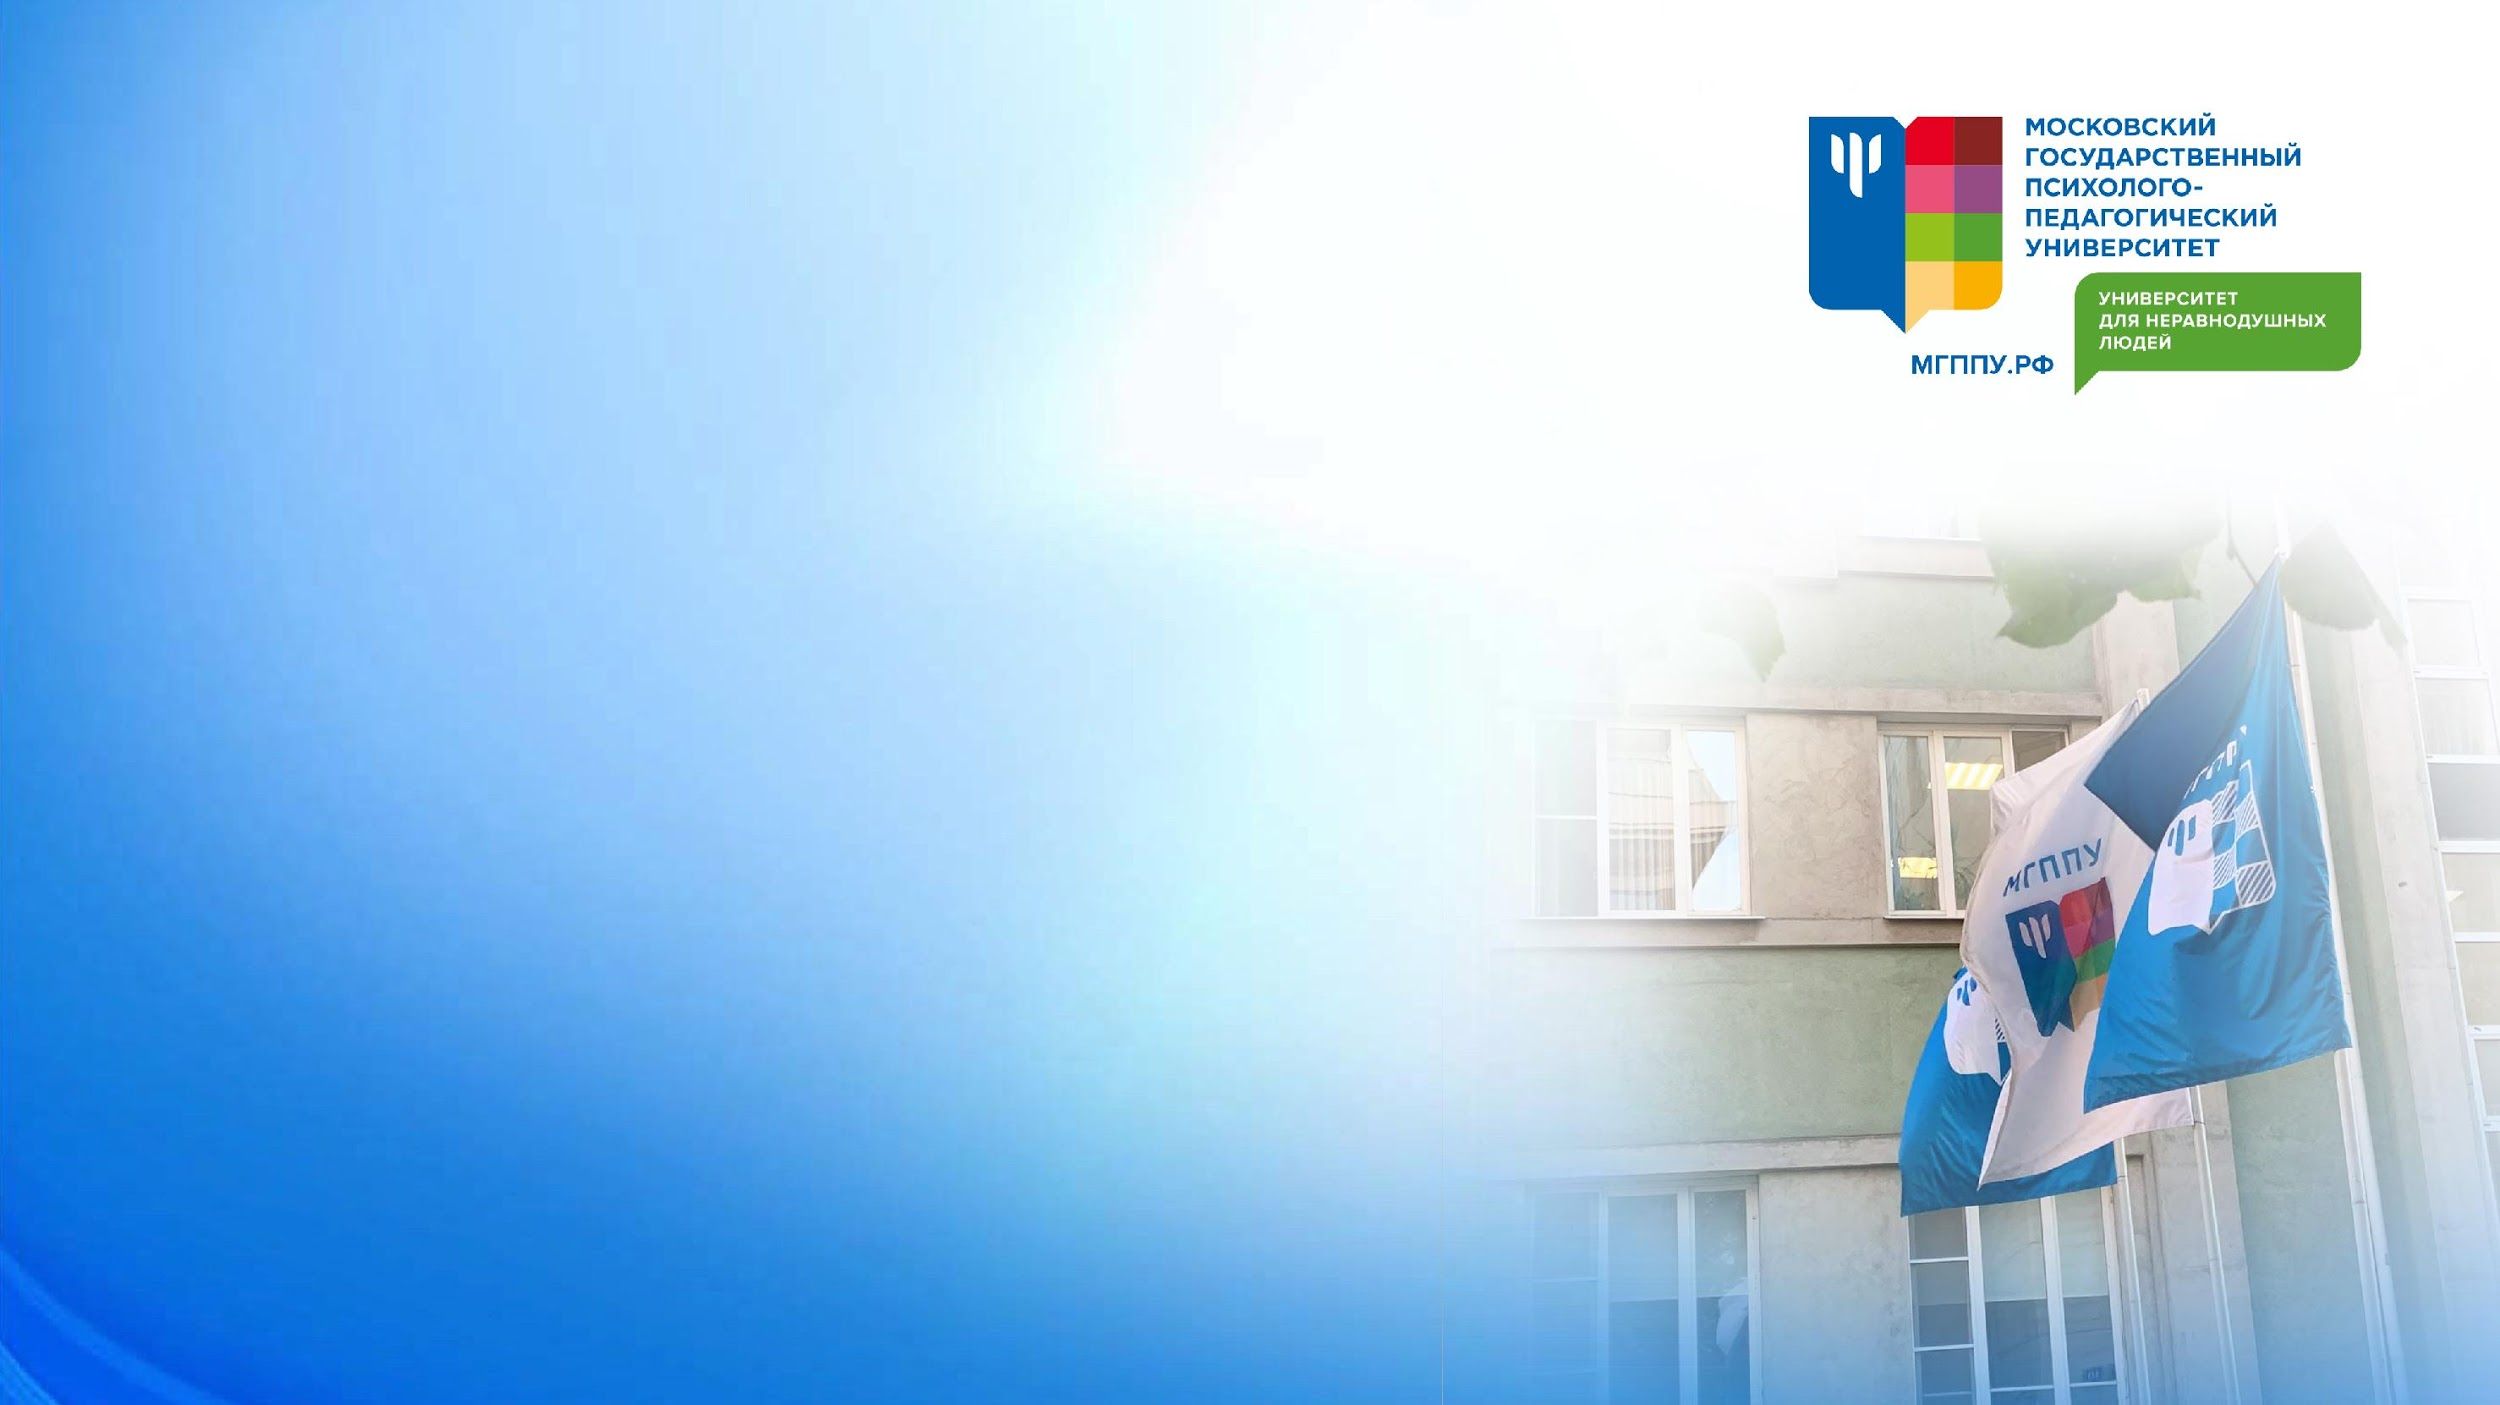 МОСКОВСКИЙ
ГОСУДАРСТВЕННЫЙ
ПСИХОЛОГО-
ПЕДАГОГИЧЕСКИЙ
УНИВЕРСИТЕТ
УНИВЕРСИТЕТ
ДЛЯ НЕРАВНОДУШНЫХ
ЛЮДЕЙ
МГППУ.РФ
МГППУ